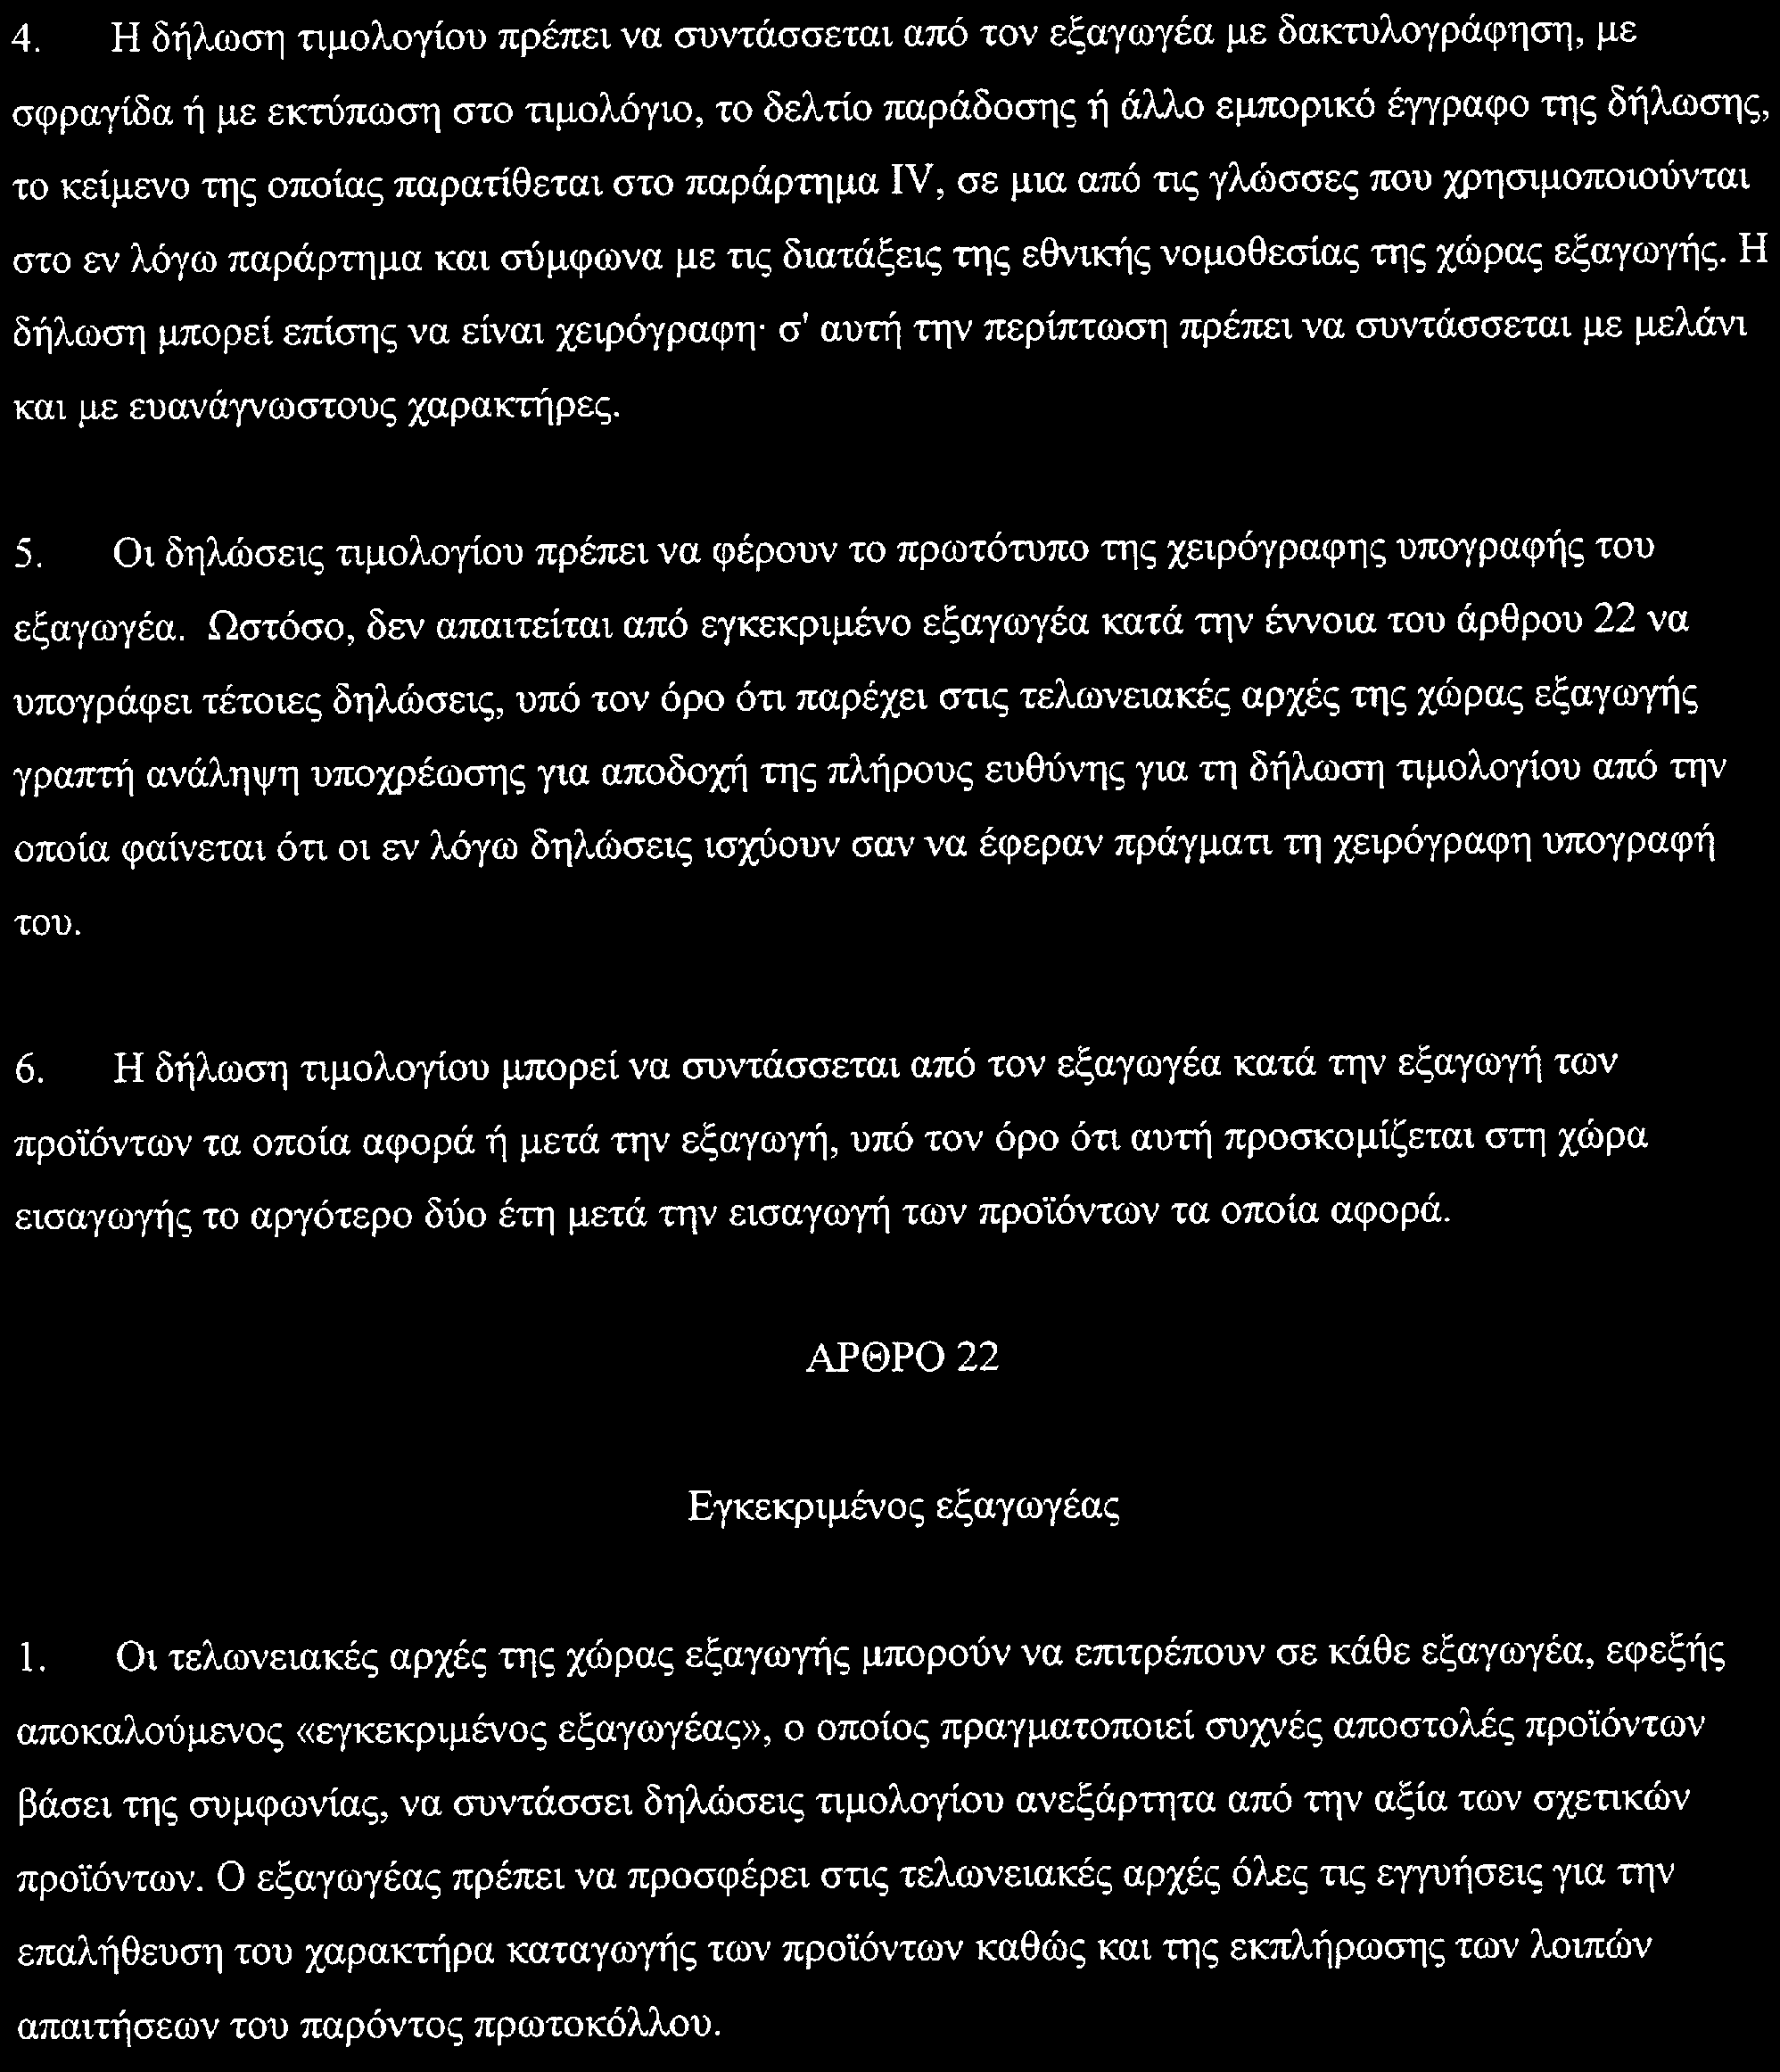 4. Η δήλωση τιμολογίου πρέπει να συντάσσεται από τον εξαγωγέα με δακτυλογράφηση, με
σφραγίδα ή με εκτύπωση στο τιμολόγιο, το δελτίο παράδοσης ή άλλο εμπορικό έγγραφο της δήλωσης,
το κείμενο της οποίας παρατίθεται στο παράρτημα IV, σε μια από τις γλώσσες που χρησιμοποιούνται
στο εν λόγω παράρτημα και σύμφωνα με τις διατάξεις της εθνικής νομοθεσίας της χώρας εξαγωγής. Η
δήλωση μπορεί επίσης να είναι χειρόγραφη· σ' αυτή την περίπτωση πρέπει να συντάσσεται με μελάνι
και με ευανάγνωστους χαρακτήρες.
5. Οι δηλώσεις τιμολογίου πρέπει να φέρουν το πρωτότυπο της χειρόγραφης υπογραφής του
εξαγωγέα. Ωστόσο, δεν απαιτείται από εγκεκριμένο εξαγωγέα κατά την έννοια του άρθρου 22 να
υπογράφει τέτοιες δηλώσεις, υπό τον όρο ότι παρέχει στις τελωνειακές αρχές της χώρας εξαγωγής
γραπτή ανάληψη υποχρέωσης για αποδοχή της πλήρους ευθύνης για τη δήλωση τιμολογίου από την
οποία φαίνεται ότι οι εν λόγω δηλώσεις ισχύουν σαν να έφεραν πράγματι τη χειρόγραφη υπογραφή
του.
6. Η δήλωση τιμολογίου μπορεί να συντάσσεται από τον εξαγωγέα κατά την εξαγωγή των
προϊόντων τα οποία αφορά ή μετά την εξαγωγή, υπό τον όρο ότι αυτή προσκομίζεται στη χώρα
εισαγωγής το αργότερο δύο έτη μετά την εισαγωγή των προϊόντων τα οποία αφορά.
ΑΡΘΡΟ 22
Εγκεκριμένος εξαγωγέας
1. Οι τελωνειακές αρχές της χώρας εξαγωγής μπορούν να επιτρέπουν σε κάθε εξαγωγέα, εφεξής
αποκαλούμενος «εγκεκριμένος εξαγωγέας», ο οποίος πραγματοποιεί συχνές αποστολές προϊόντων
βάσει της συμφωνίας, να συντάσσει δηλώσεις τιμολογίου ανεξάρτητα από την αξία των σχετικών
προϊόντων. Ο εξαγωγέας πρέπει να προσφέρει στις τελωνειακές αρχές όλες τις εγγυήσεις για την
επαλήθευση του χαρακτήρα καταγωγής των προϊόντων καθώς και της εκπλήρωσης των λοιπών
απαιτήσεων του παρόντος πρωτοκόλλου.